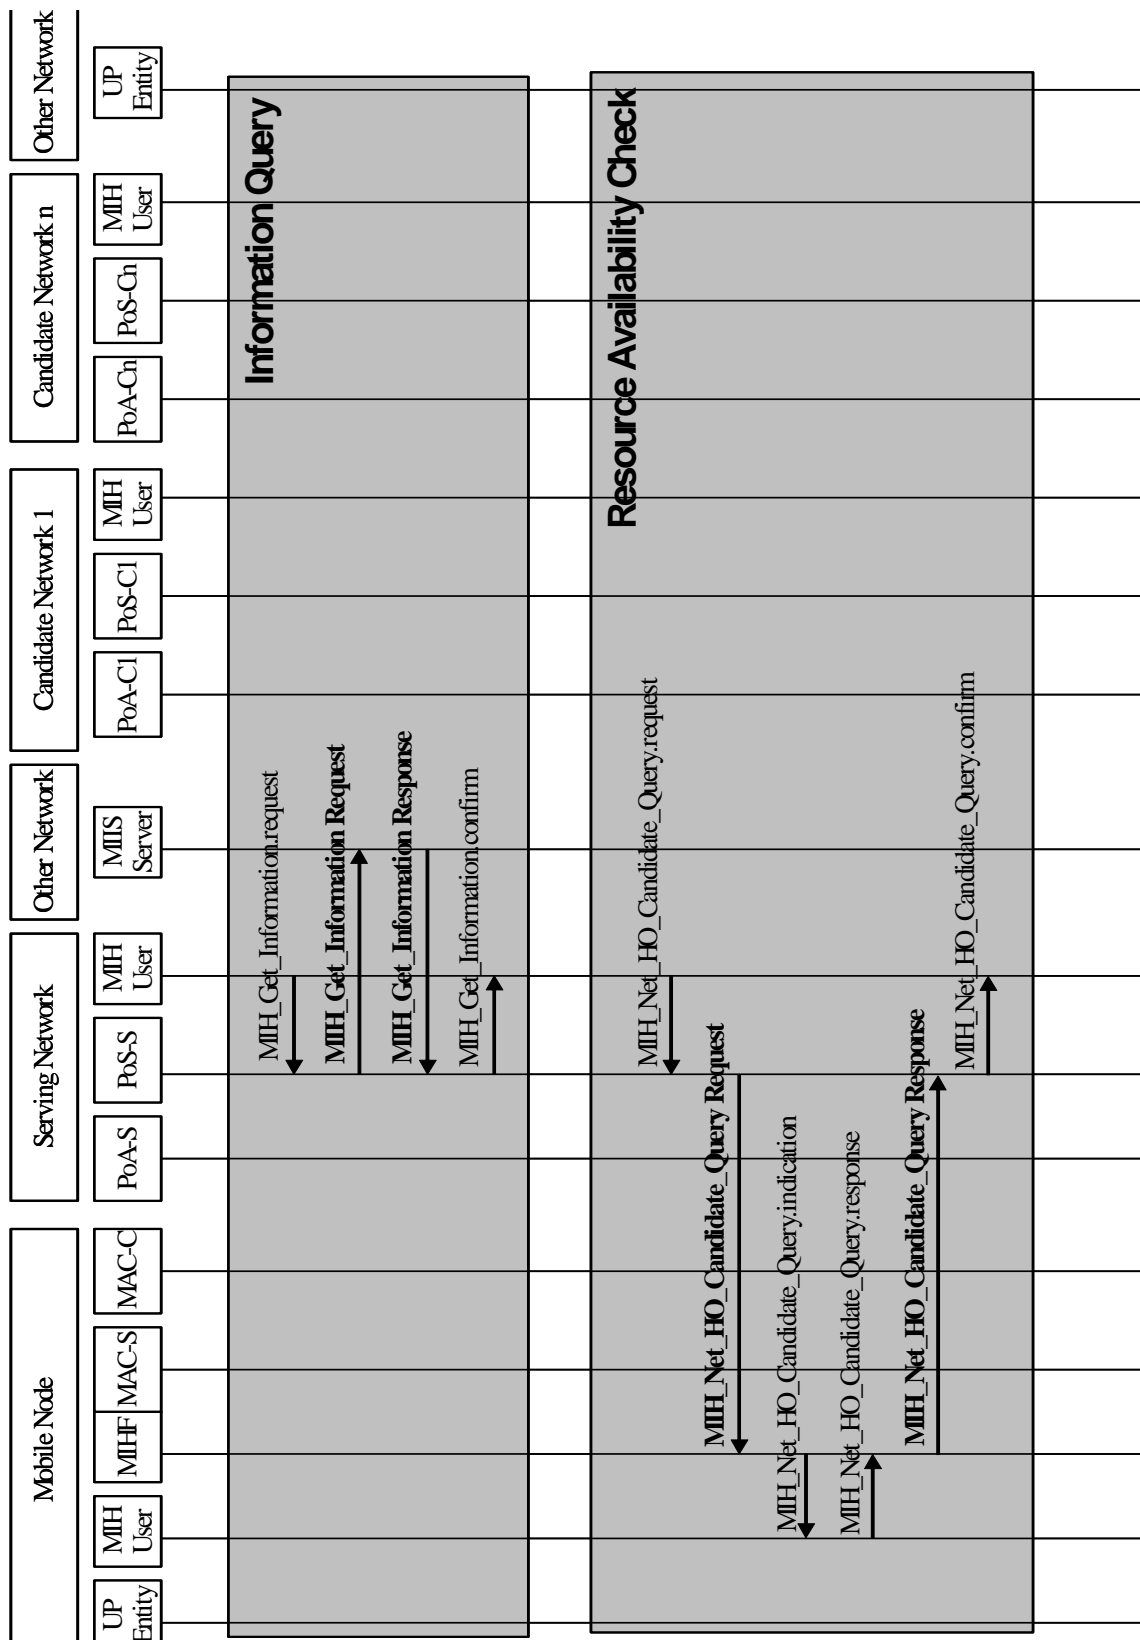 Mobile Node
Serving Network
Other Network
Candidate Network 1
Candidate Network n
Other Network
UP
Entity
MIH
User
MIHF
MAC-S
MAC-C
PoA-S
PoS-S
MIH
User
MIIS
Server
PoA-C1
PoS-C1
MIH
User
PoA-Cn
PoS-Cn
MIH
User
UP
Entity
Information Query
MIH_Get_Information.request
MIH_Get_Information Request
MIH_Get_Information Response
MIH_Get_Information.confirm
Resource Availability Check
MIH_Net_HO_Candidate_Query.request
MIH_Net_HO_Candidate_Query Request
MIH_Net_HO_Candidate_Query.indication
MIH_Net_HO_Candidate_Query.response
MIH_Net_HO_Candidate_Query Response
MIH_Net_HO_Candidate_Query.confirm